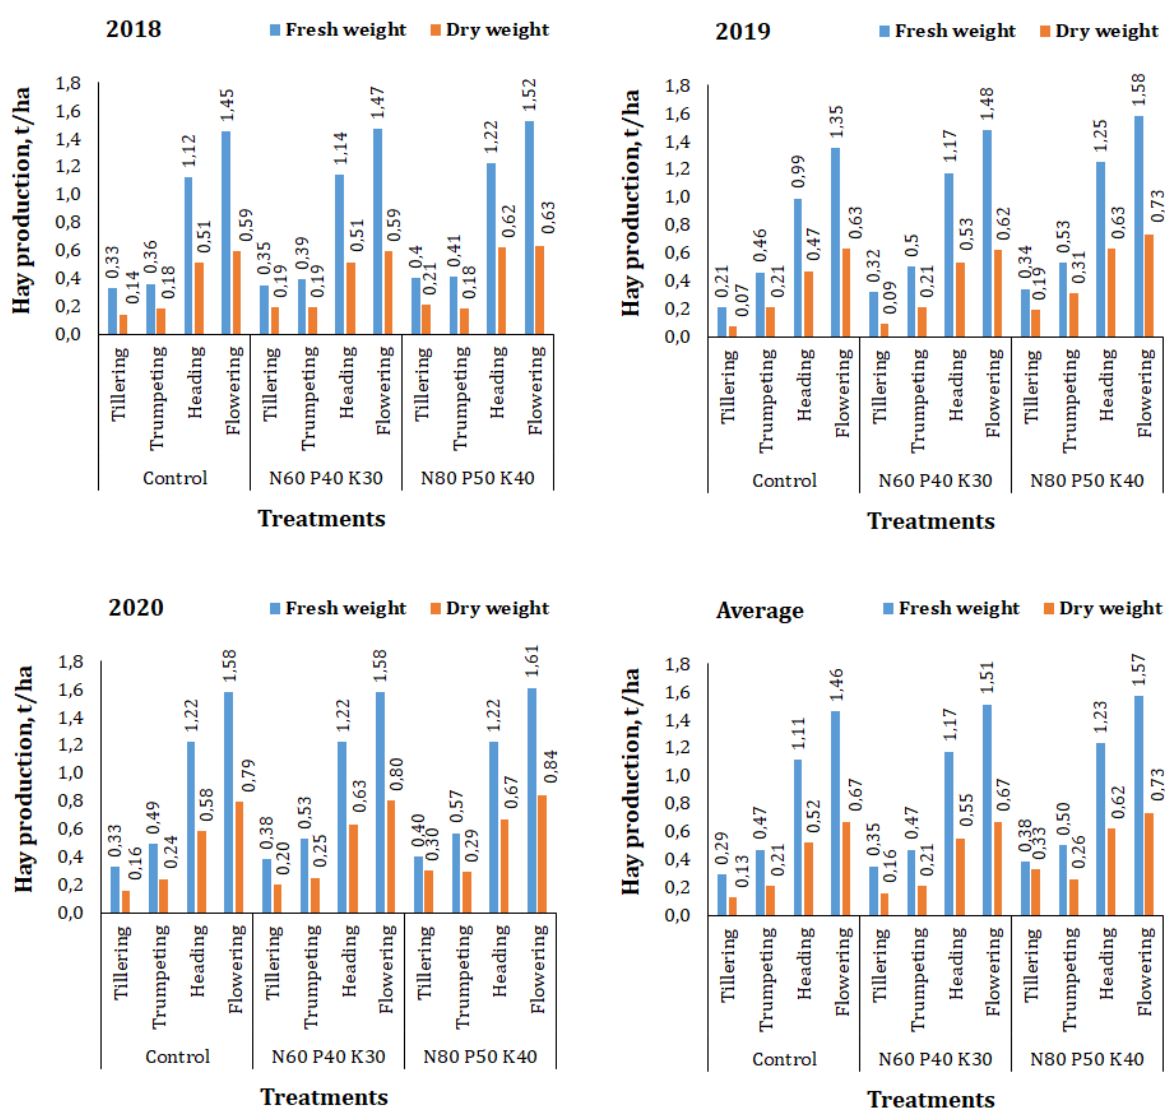 2018
Fresh weight Dry weight
Hay production, t/ha
1,8
1,6
1,4
1,2
1,0
0,8
0,6
0,4
0,2
0,0
0,33 0,14 0,36 0,18 1,12 0,51 1,45 0,59 0,35 0,19 0,39 0,19 1,14 0,51 1,47 0,59 0,4 0,21 0,41 0,18 1,22 0,62 1,52 0,63
Tillering Trumpeting Heading Flowering Tillering Trumpeting Heading Flowering Tillering Trumpeting Heading Flowering
Control N60 P40 K30 N80 P50 K40
Treatments
2019
Fresh weight Dry weight
Hay production, t/ha
1,8
1,6
1,4
1,2
1,0
0,8
0,6
0,4
0,2
0,0
0,21 0,07 0,46 0,21 0,99 0,47 1,35 0,63 0,32 0,09 0,5 0,21 1,17 0,53 1,48 0,62 0,34 0,19 0,53 0,31 1,25 0,63 1,58 0,73
Tillering Trumpeting Heading Flowering Tillering Trumpeting Heading Flowering Tillering Trumpeting Heading Flowering
Control N60 P40 K30 N80 P50 K40
Treatments
2020
Fresh weight Dry weight
Hay production, t/ha
1,8
1,6
1,4
1,2
1,0
0,8
0,6
0,4
0,2
0,0
0,33 0,16 0,49 0,24 1,22 0,58 1,58 0,79 0,38 0,20 0,53 0,25 1,22 0,63 1,58 0,80 0,40 0,30 0,57 0,29 1,22 0,67 1,61 0,84
Tillering Trumpeting Heading Flowering Tillering Trumpeting Heading Flowering Tillering Trumpeting Heading Flowering
Control N60 P40 K30 N80 P50 K40
Treatments
Average
Fresh weight Dry weight
Hay production, t/ha
1,8
1,6
1,4
1,2
1,0
0,8
0,6
0,4
0,2
0,0
0,29 0,13 0,47 0,21 1,11 0,52 1,46 0,67 0,35 0,16 0,47 0,21 1,17 0,55 1,51 0,67 0,38 0,33 0,50 0,26 1,23 0,62 1,57 0,73
Tillering Trumpeting Heading Flowering Tillering Trumpeting Heading Flowering Tillering Trumpeting Heading Flowering
Control N60 P40 K30 N80 P50 K40
Treatments